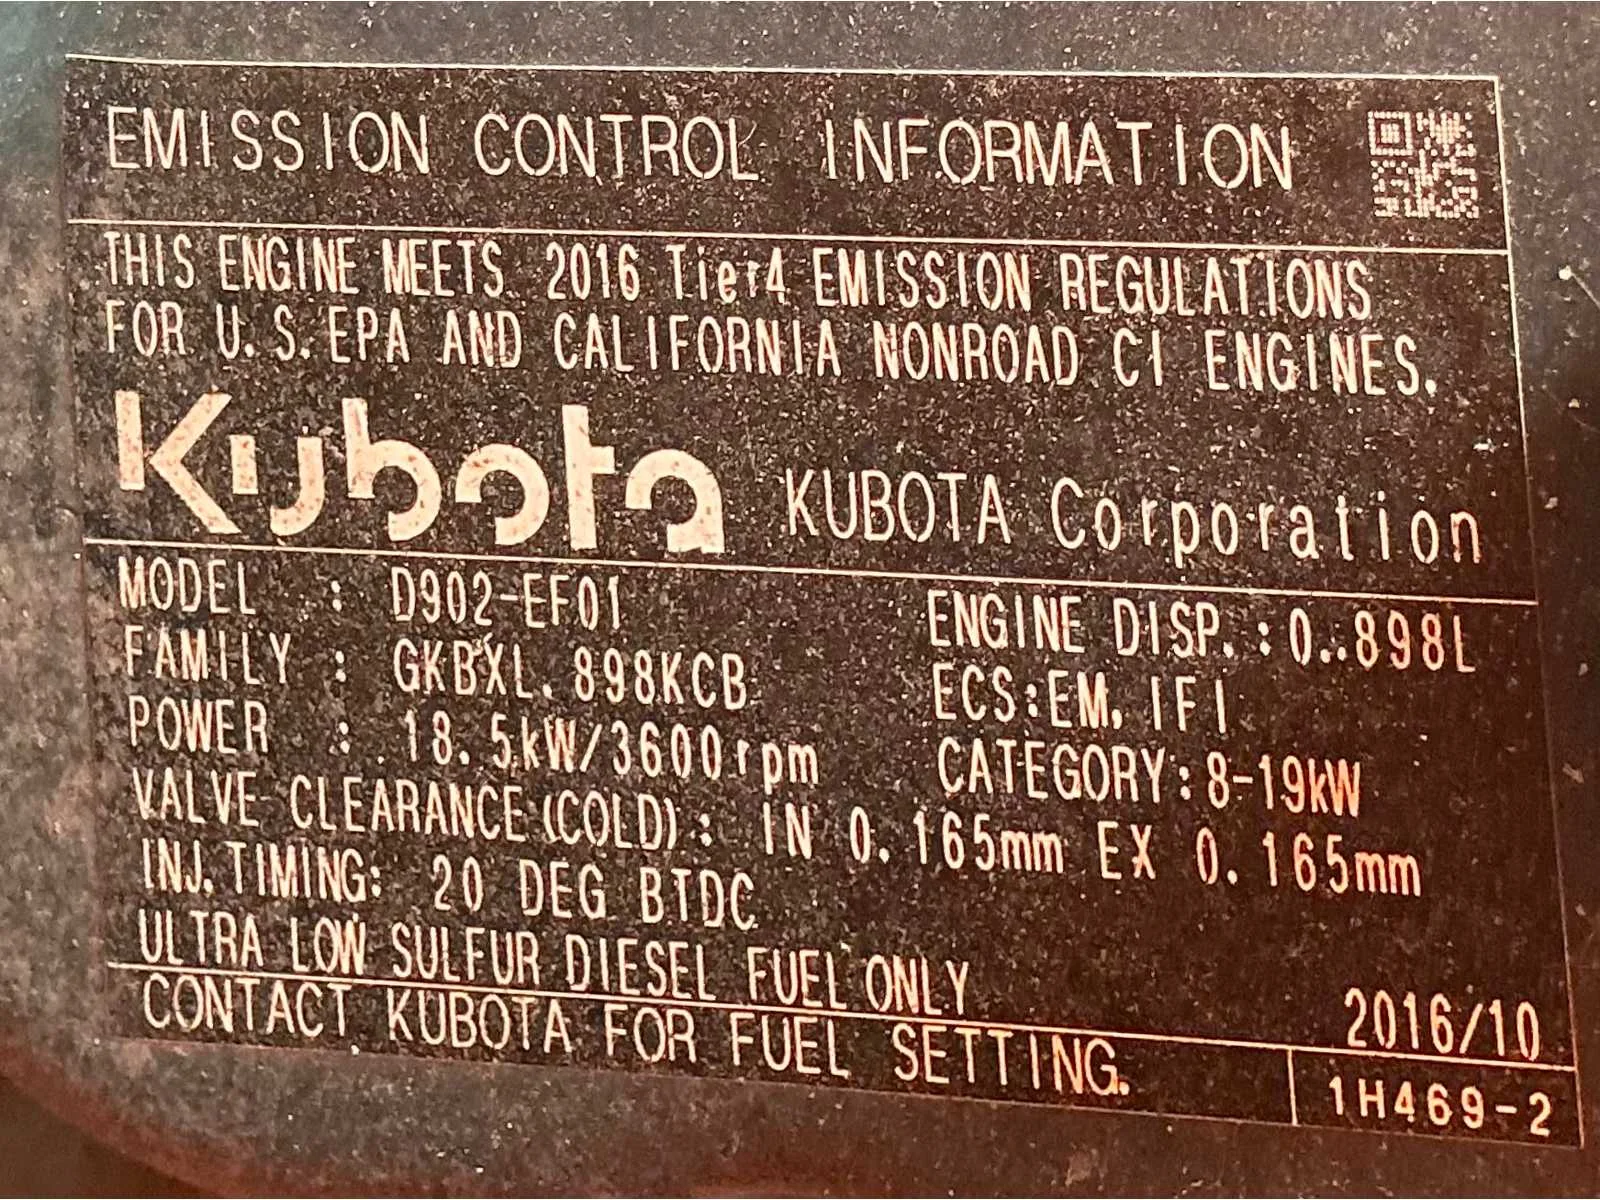 EMISSION CONTROL INFORMATION
THIS ENGINE MEETS 2016 Tier4 EMISSION REGULATIONS
FOR U.S.EPA AND CALIFORNIA NONROAD CI ENGINES.
Kubota KUBOTA Corporation
MODEL : D902-EF01 ENGINE DISP.:0.898L
FAMILY : GKBXL.898KCB ECS:EM,IFI
POWER : 18.5kW/3600rpm CATEGORY:8-19kW
VALVE CLEARANCE(COLD): IN 0.165mm EX 0.165mm
INJ.TIMING: 20 DEG BTDC
ULTRA LOW SULFUR DIESEL FUEL ONLY 2016/10
CONTACT KUBOTA FOR FUEL SETTING. 1H469-2